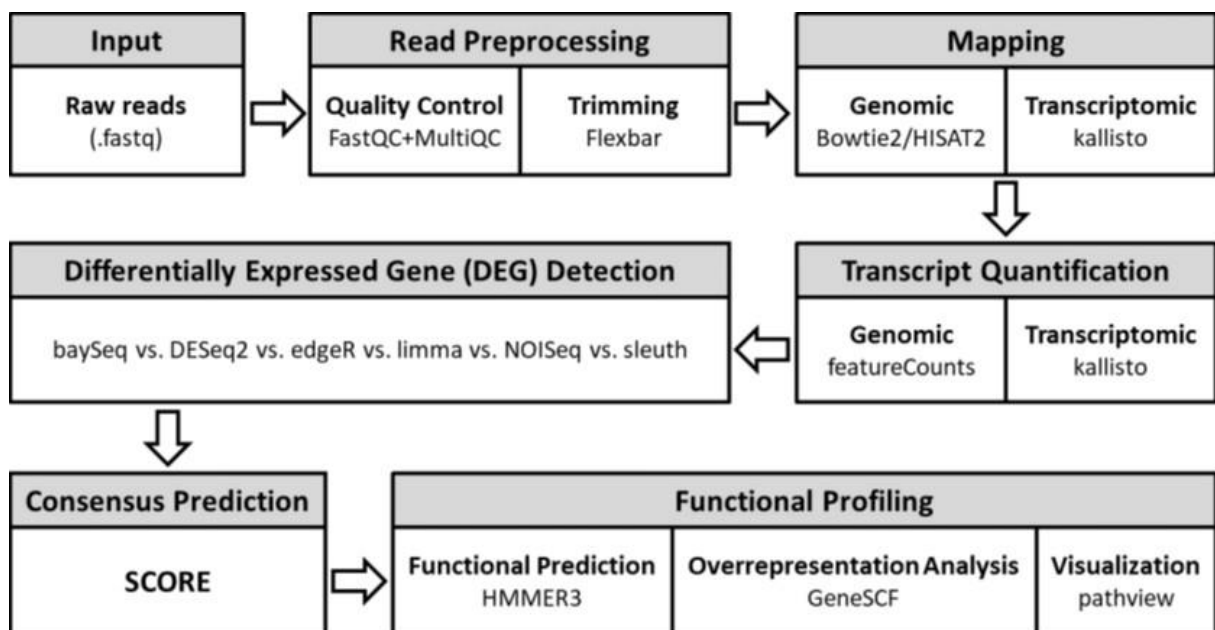 Input
Raw reads
(.fastq)
Read Preprocessing
Quality Control
FastQC+MultiQC
Trimming
Flexbar
Mapping
Genomic
Bowtie2/HISAT2
Transcriptomic
kallisto
Transcript Quantification
Genomic
featureCounts
Transcriptomic
kallisto
Differentially Expressed Gene (DEG) Detection
baySeq vs. DESeq2 vs. edgeR vs. limma vs. NOISeq vs. sleuth
Consensus Prediction
SCORE
Functional Profiling
Functional Prediction
HMMER3
Overrepresentation Analysis
GeneSCF
Visualization
pathview